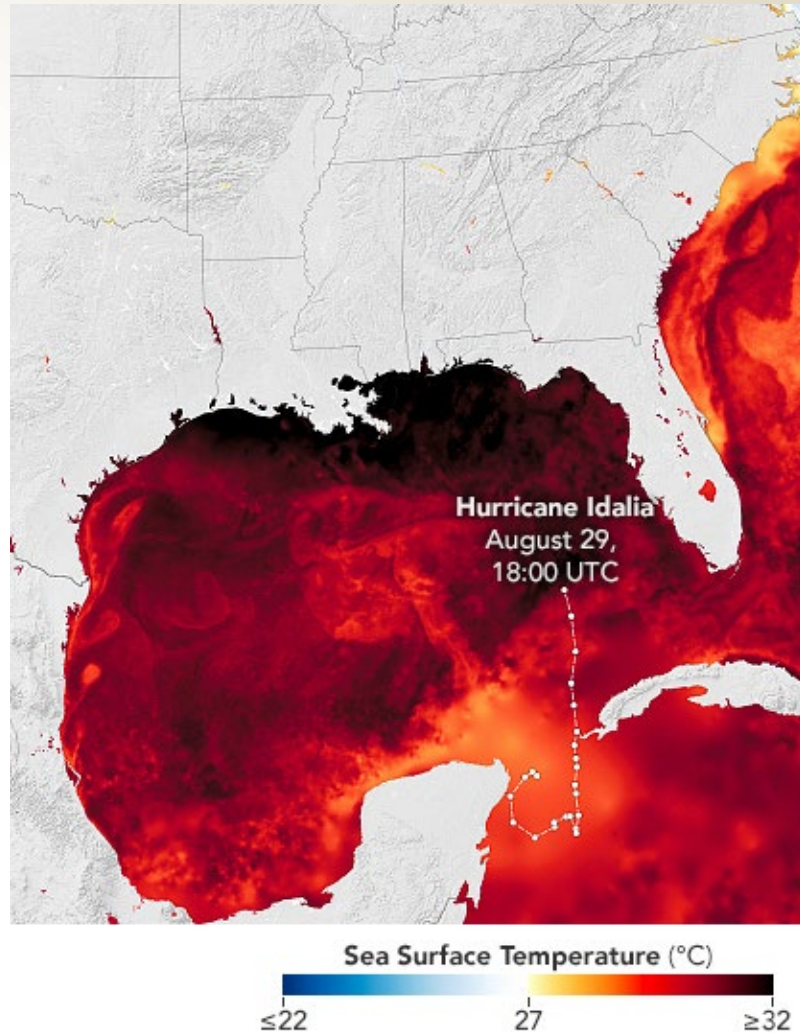 Hurricane Idalia
August 29,
18:00 UTC
Sea Surface Temperature (°C)
≤22 27 ≥32